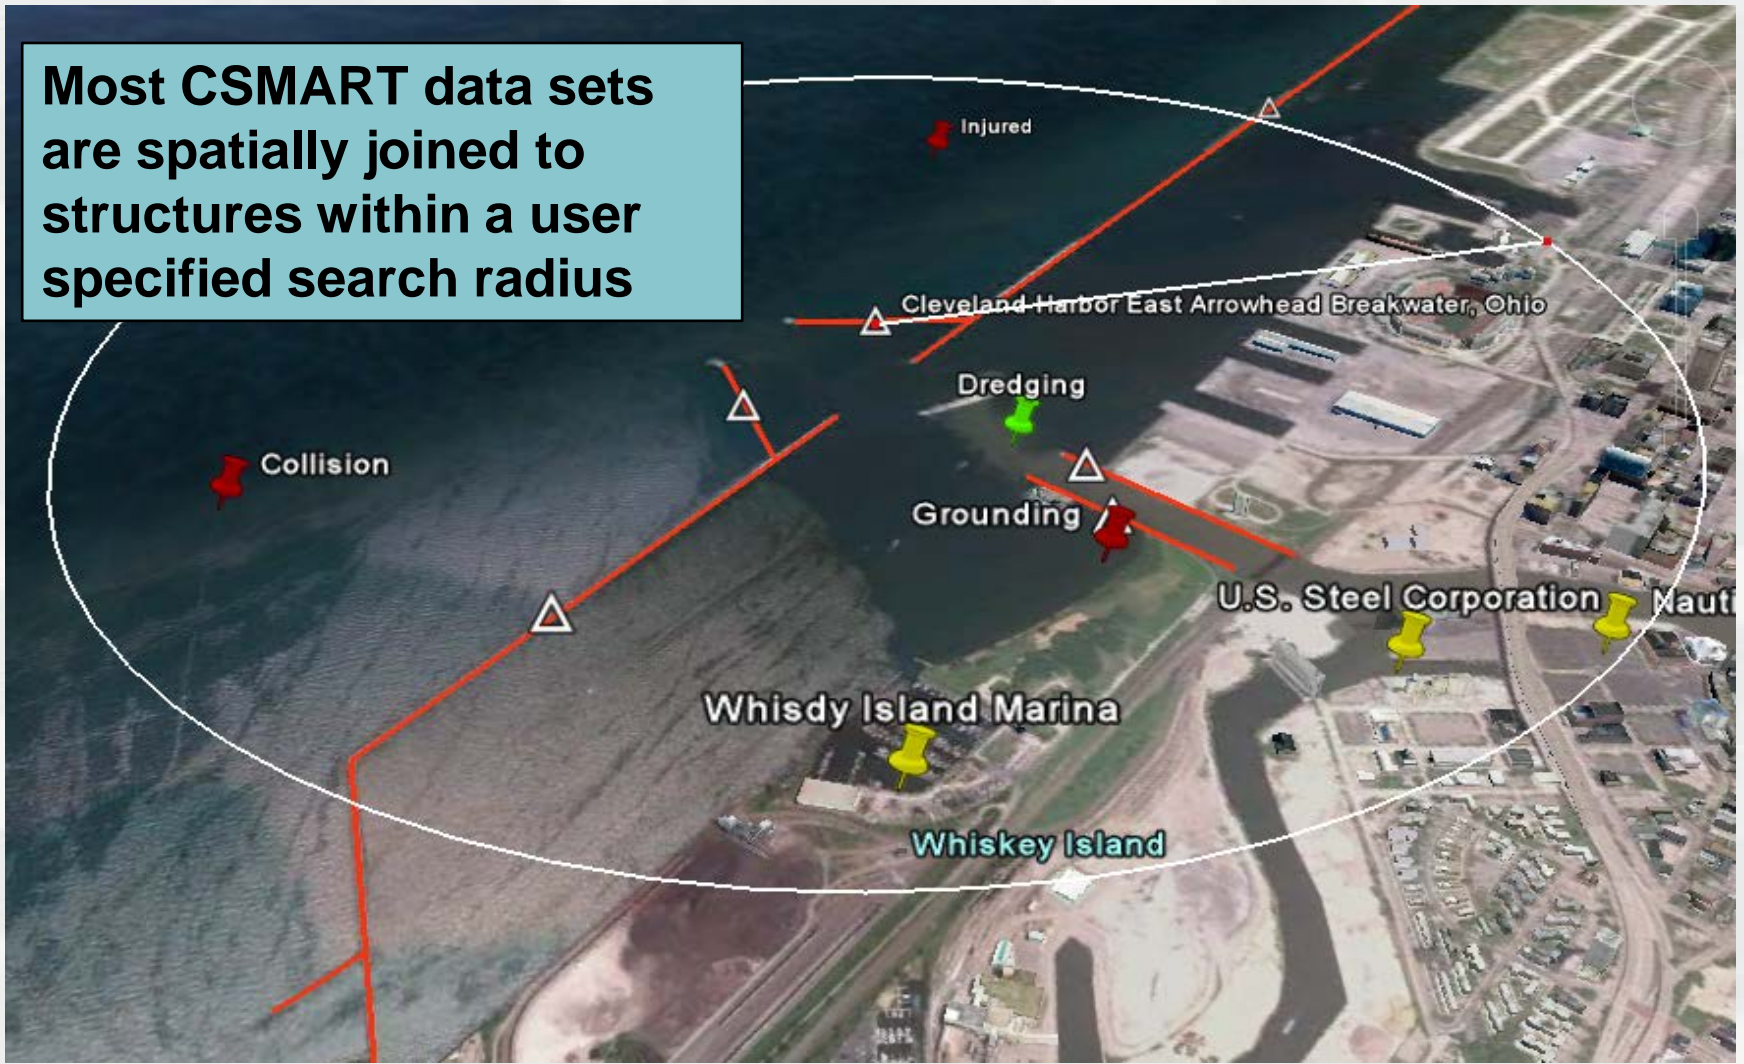 Most CSMART data sets
are spatially joined to
structures within a user
specified search radius
Injured
Cleveland Harbor East Arrowhead Breakwater, Ohio
Dredging
Collision
Grounding
U.S. Steel Corporation
Nauti
Whisdy Island Marina
Whiskey Island